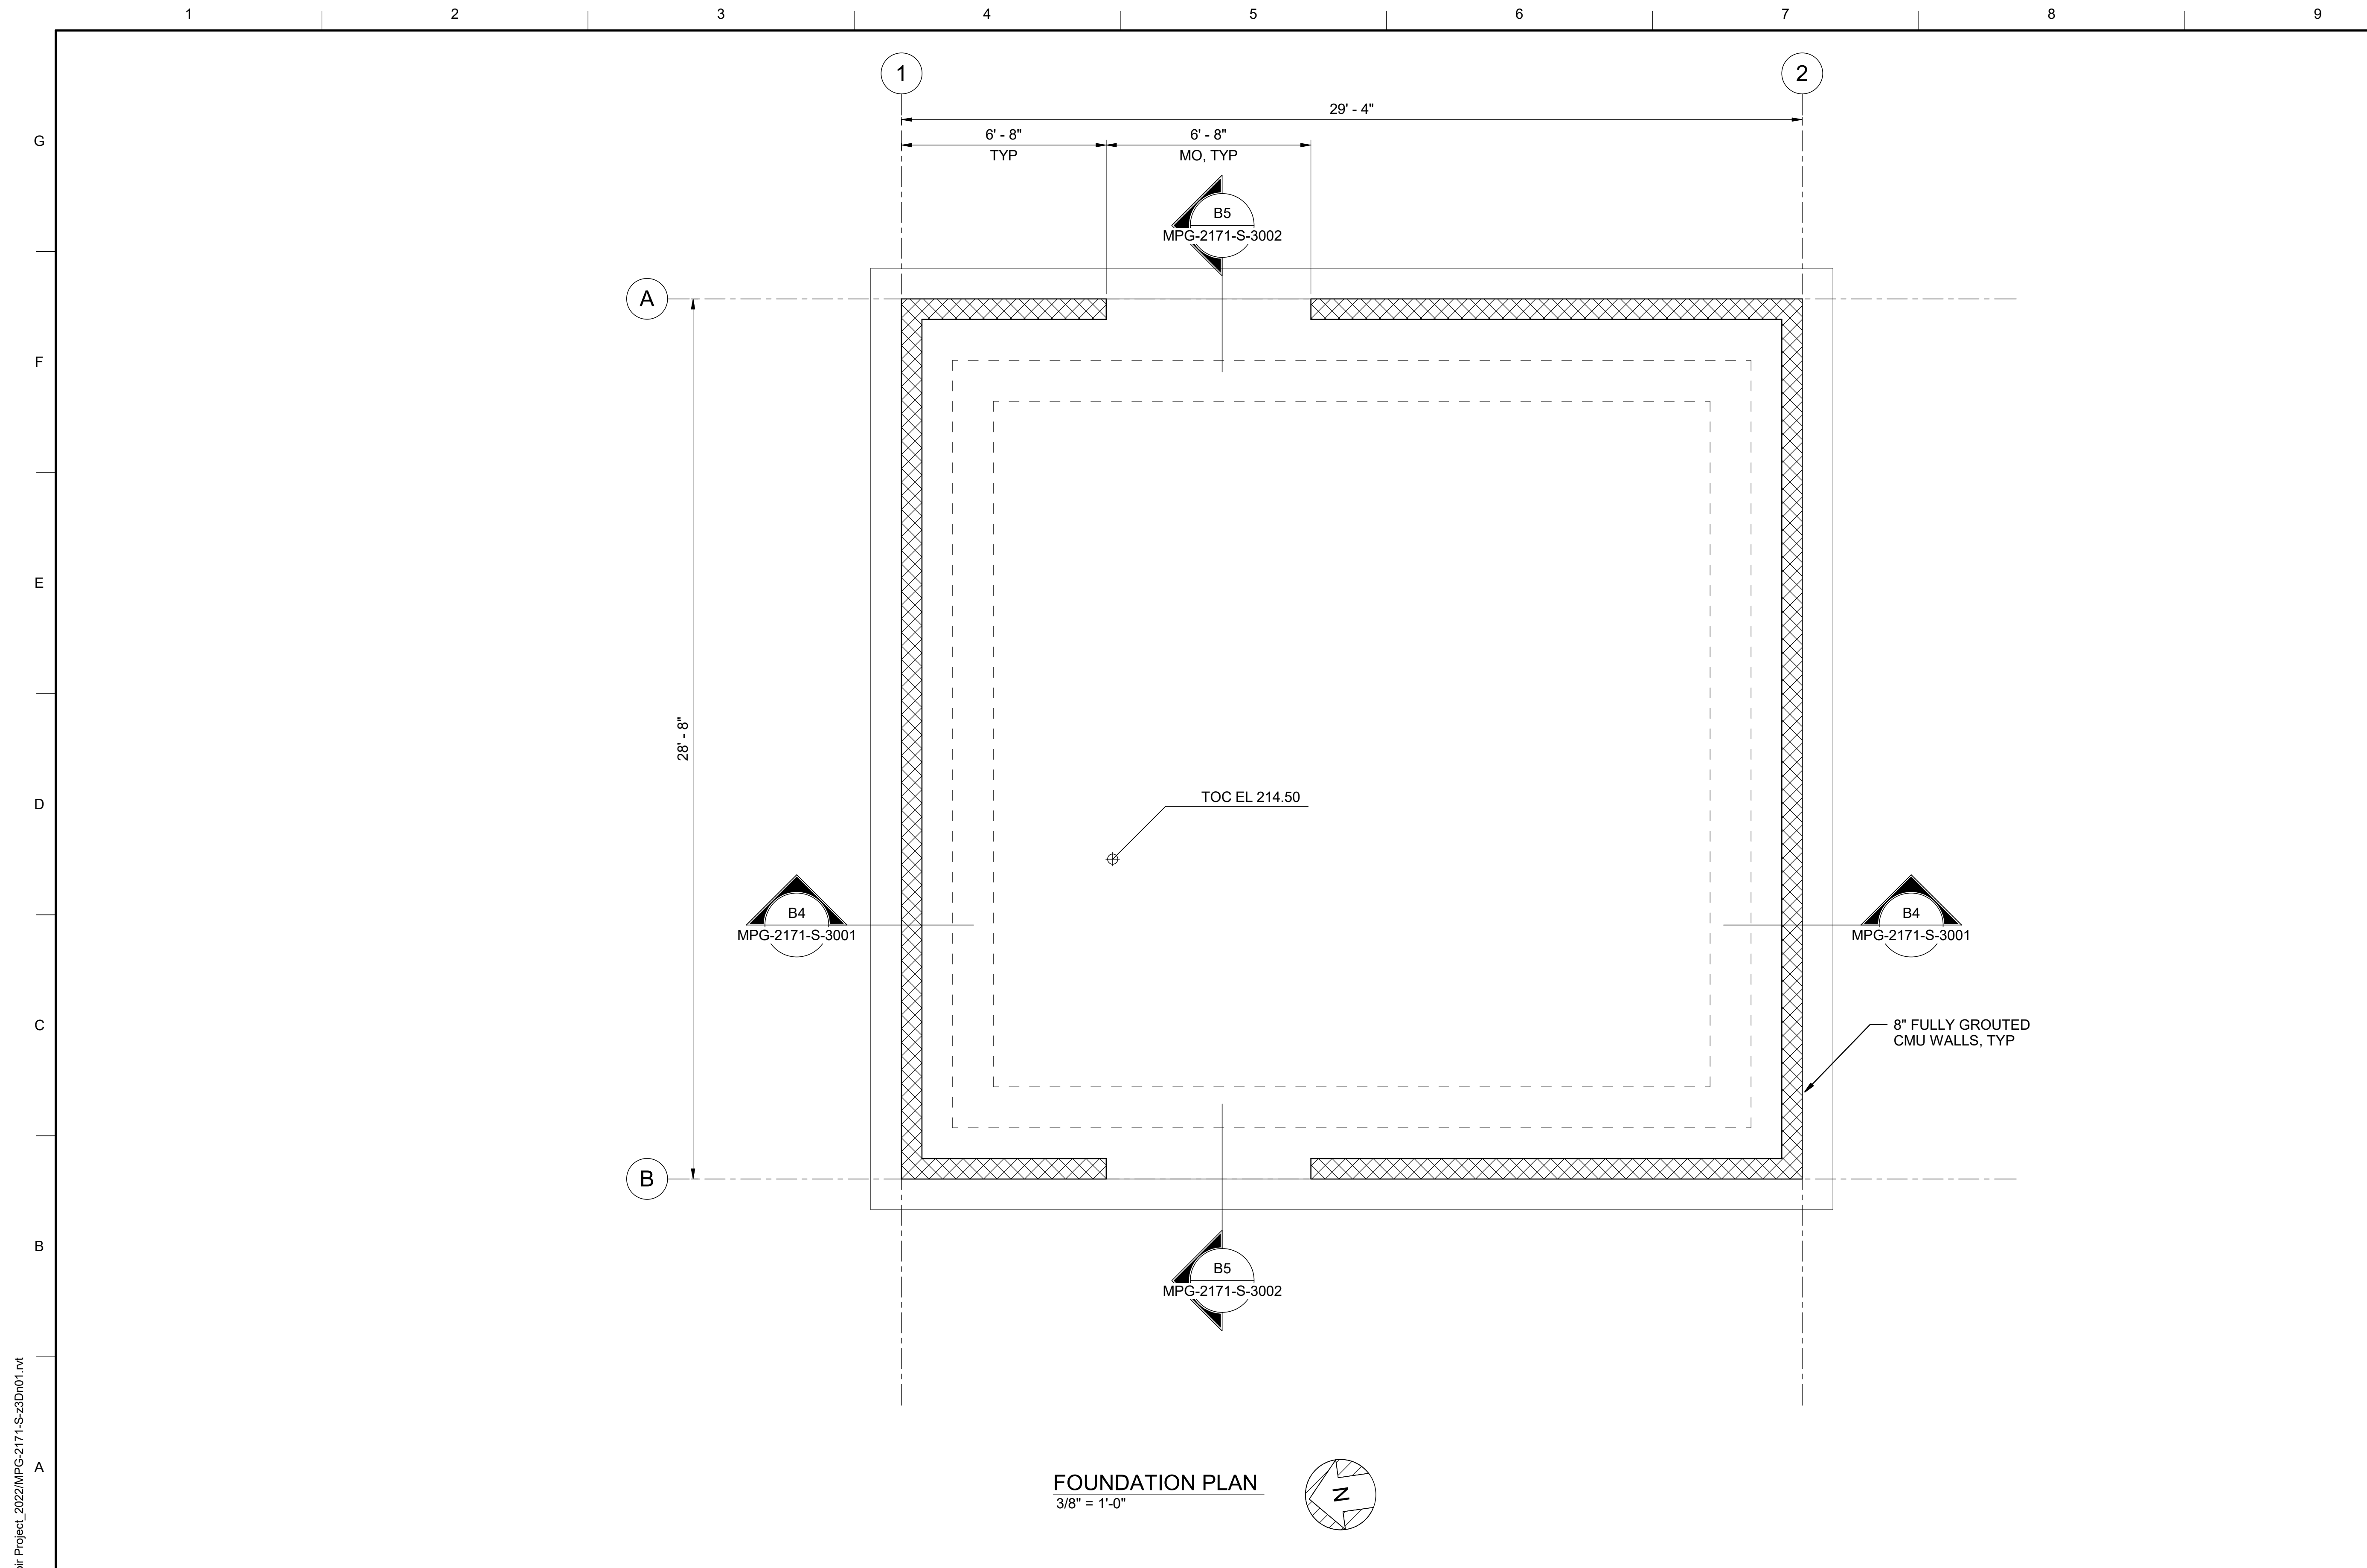 1 2 3 4 5 6 7 8 9
1 2
29' - 4"
6' - 8" 6' - 8"
TYP MO, TYP
G
B5
MPG-2171-S-3002
A
F
E
28' - 8"
TOC EL 214.50
D
B4 B4
MPG-2171-S-3001 MPG-2171-S-3001
C
8" FULLY GROUTED
CMU WALLS, TYP
B
B
B5
MPG-2171-S-3002
A
FOUNDATION PLAN
3/8" = 1'-0"
N
Project_2022/MPG-2171-S-z3Dn01.rvt